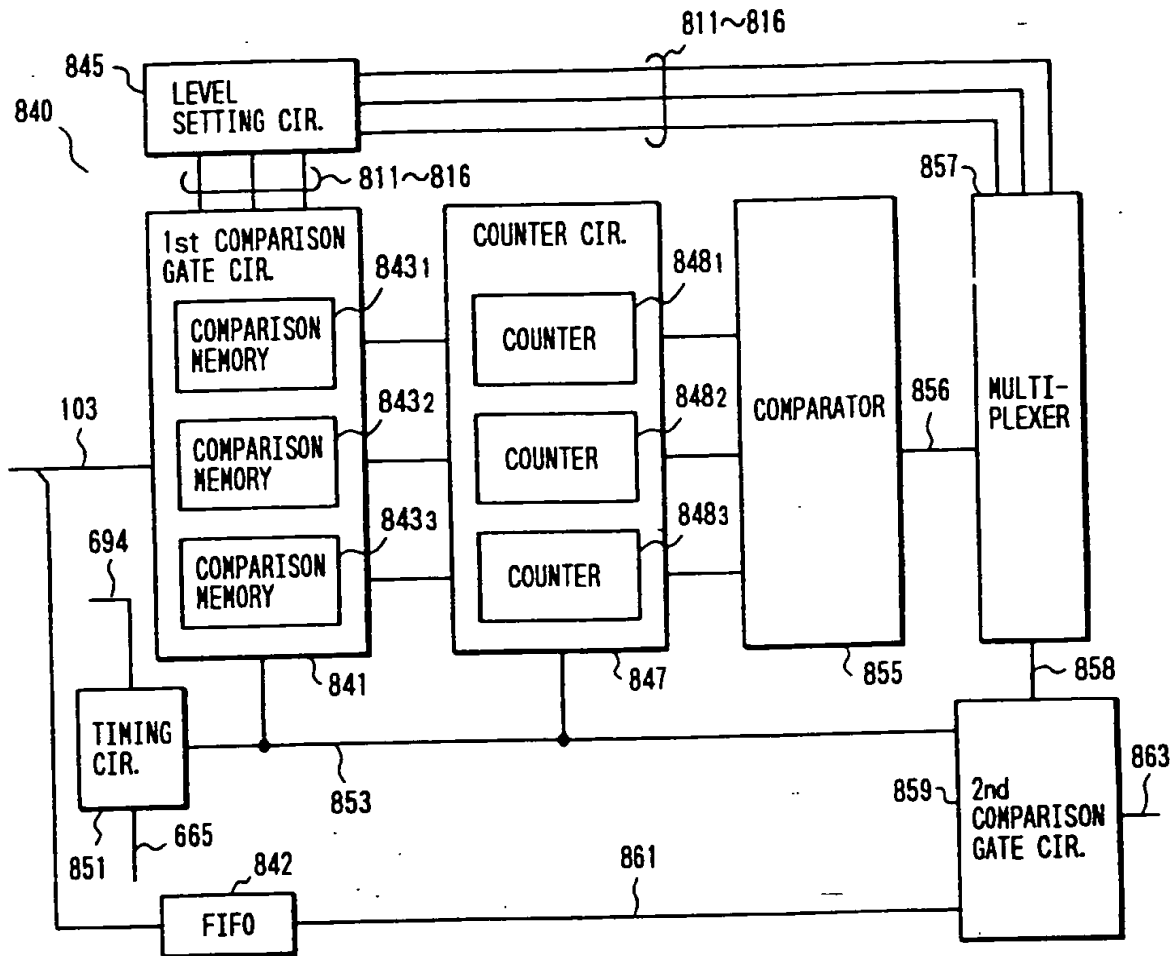 811~816
845
LEVEL
SETTING CIR.
840
811~816
857
1st COMPARISON
GATE CIR.
COUNTER CIR.
843₁
848₁
COMPARISON
MEMORY
COUNTER
103
843₂
848₂
COMPARATOR
856
MULTI-
PLEXER
COMPARISON
MEMORY
COUNTER
694
843₃
848₃
COMPARISON
MEMORY
COUNTER
841
847
855
858
TIMING
CIR.
853
859
2nd
COMPARISON
GATE CIR.
863
851
665
842
861
FIFO